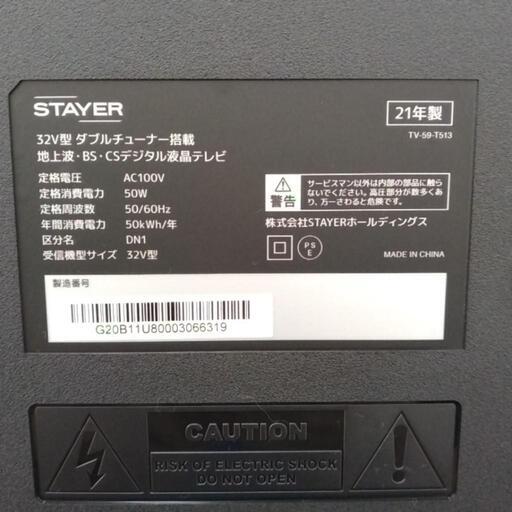 STAYER
21年製
TV-59-T513
32V型 ダブルチューナー搭載
地上波・BS・CSデジタル液晶テレビ
定格電圧 AC100V
定格消費電力 50W
定格周波数 50/60Hz
年間消費電力 50kWh/年
区分名 DN1
受信機型サイズ 32V型
警告
サービスマン以外は内部の部品に触らないでください。高圧部分が数多くあり、万一さわると危険です。
株式会社STAYERホールディングス
PS
E
MADE IN CHINA
製造番号
G20B11U80003066319
CAUTION
RISK OF ELECTRIC SHOCK
DO NOT OPEN